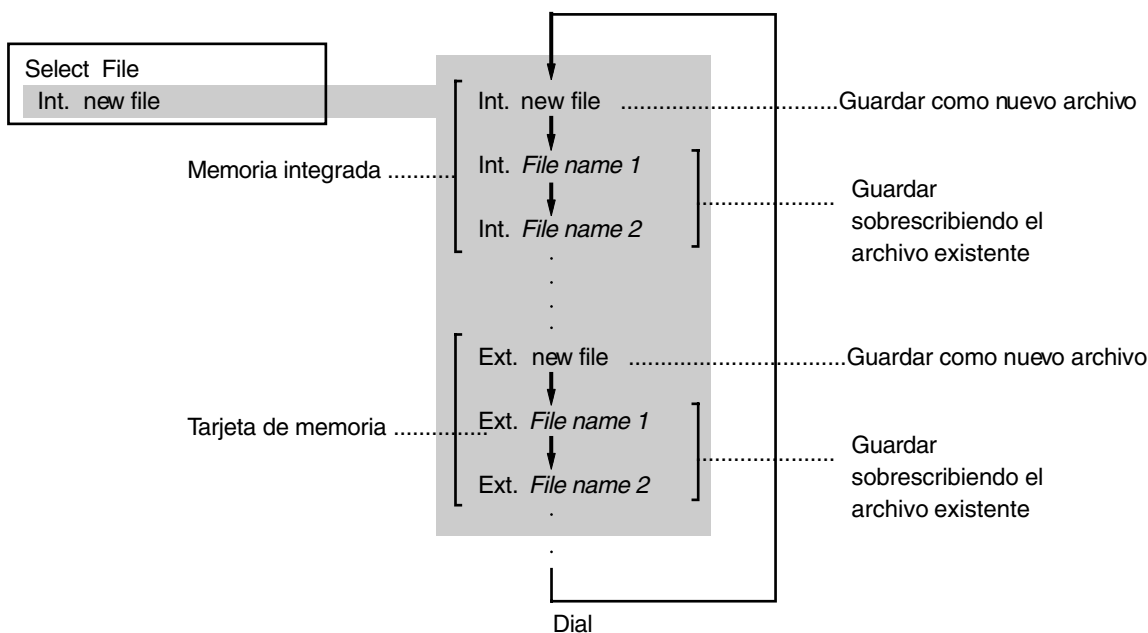 Select File
Int. new file
Int. new file
Guardar como nuevo archivo
Memoria integrada
Int. File name 1
Int. File name 2
Guardar
sobrescribiendo el
archivo existente
Ext. new file
Guardar como nuevo archivo
Tarjeta de memoria
Ext. File name 1
Ext. File name 2
Guardar
sobrescribiendo el
archivo existente
Dial